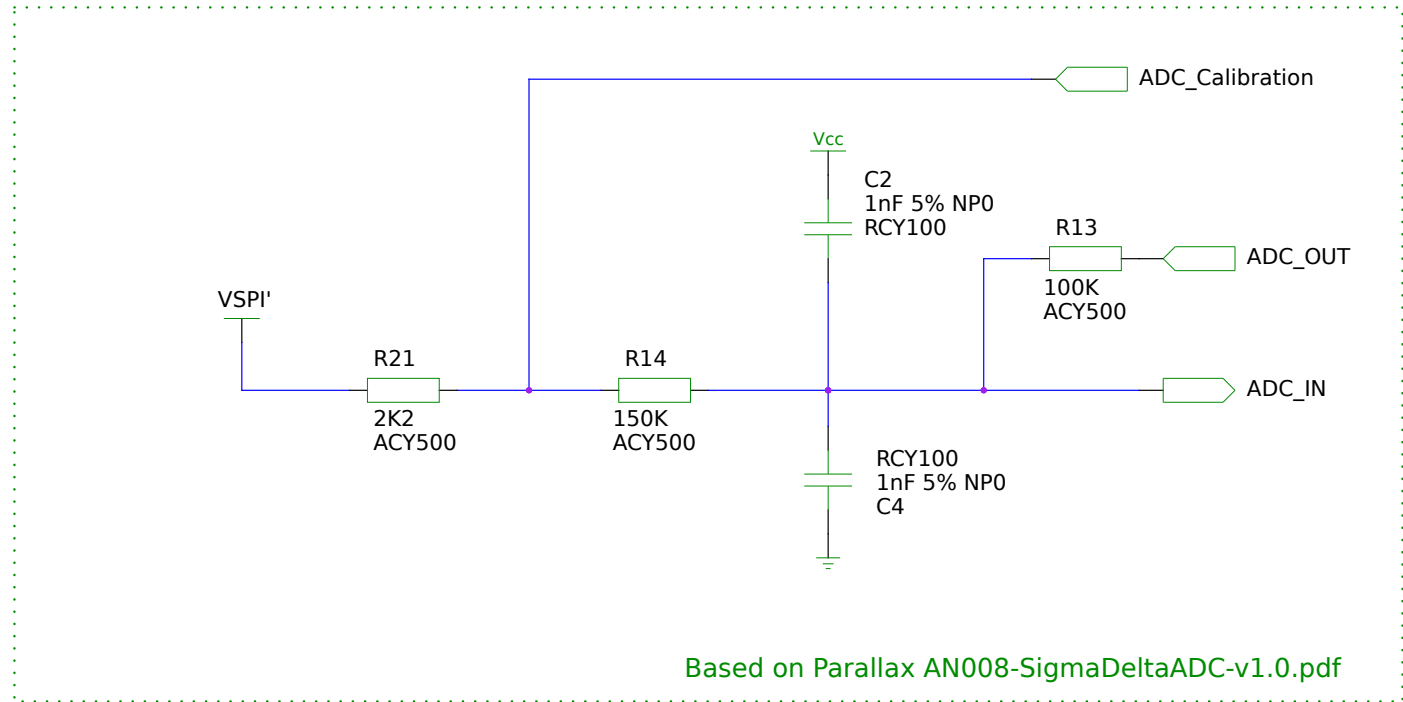 ADC_Calibration
Vcc
C2
1nF 5% NP0
RCY100
R13
ADC_OUT
100K
ACY500
VSPI'
R21
2K2
ACY500
R14
150K
ACY500
ADC_IN
RCY100
1nF 5% NP0
C4
Based on Parallax AN008-SigmaDeltaADC-v1.0.pdf